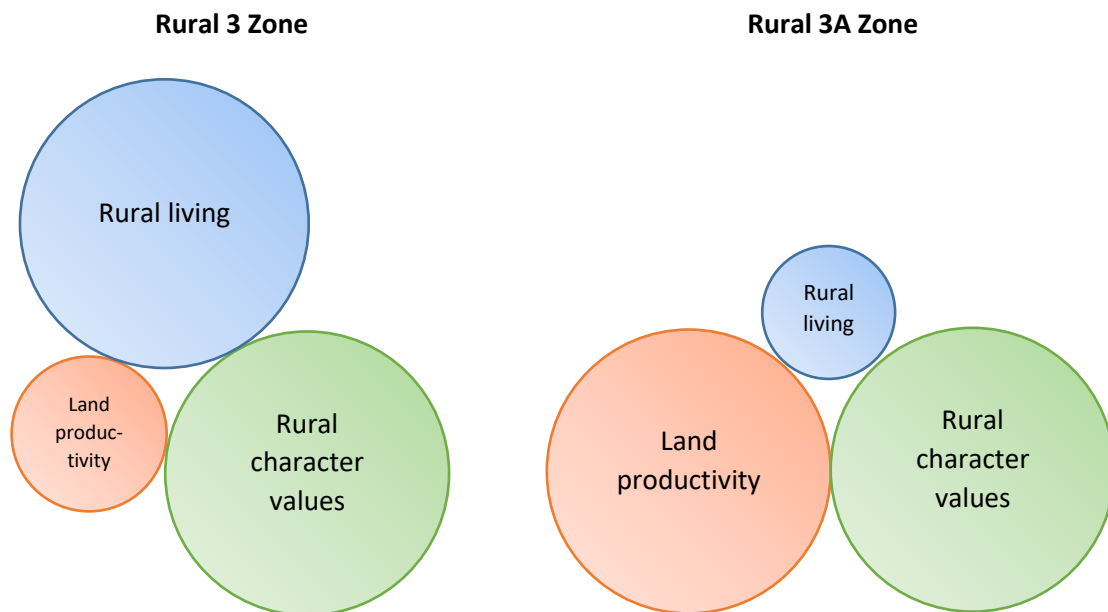 Rural 3 Zone
Rural living
Land
produc-
tivity
Rural
character
values
Rural 3A Zone
Rural
living
Land
productivity
Rural
character
values